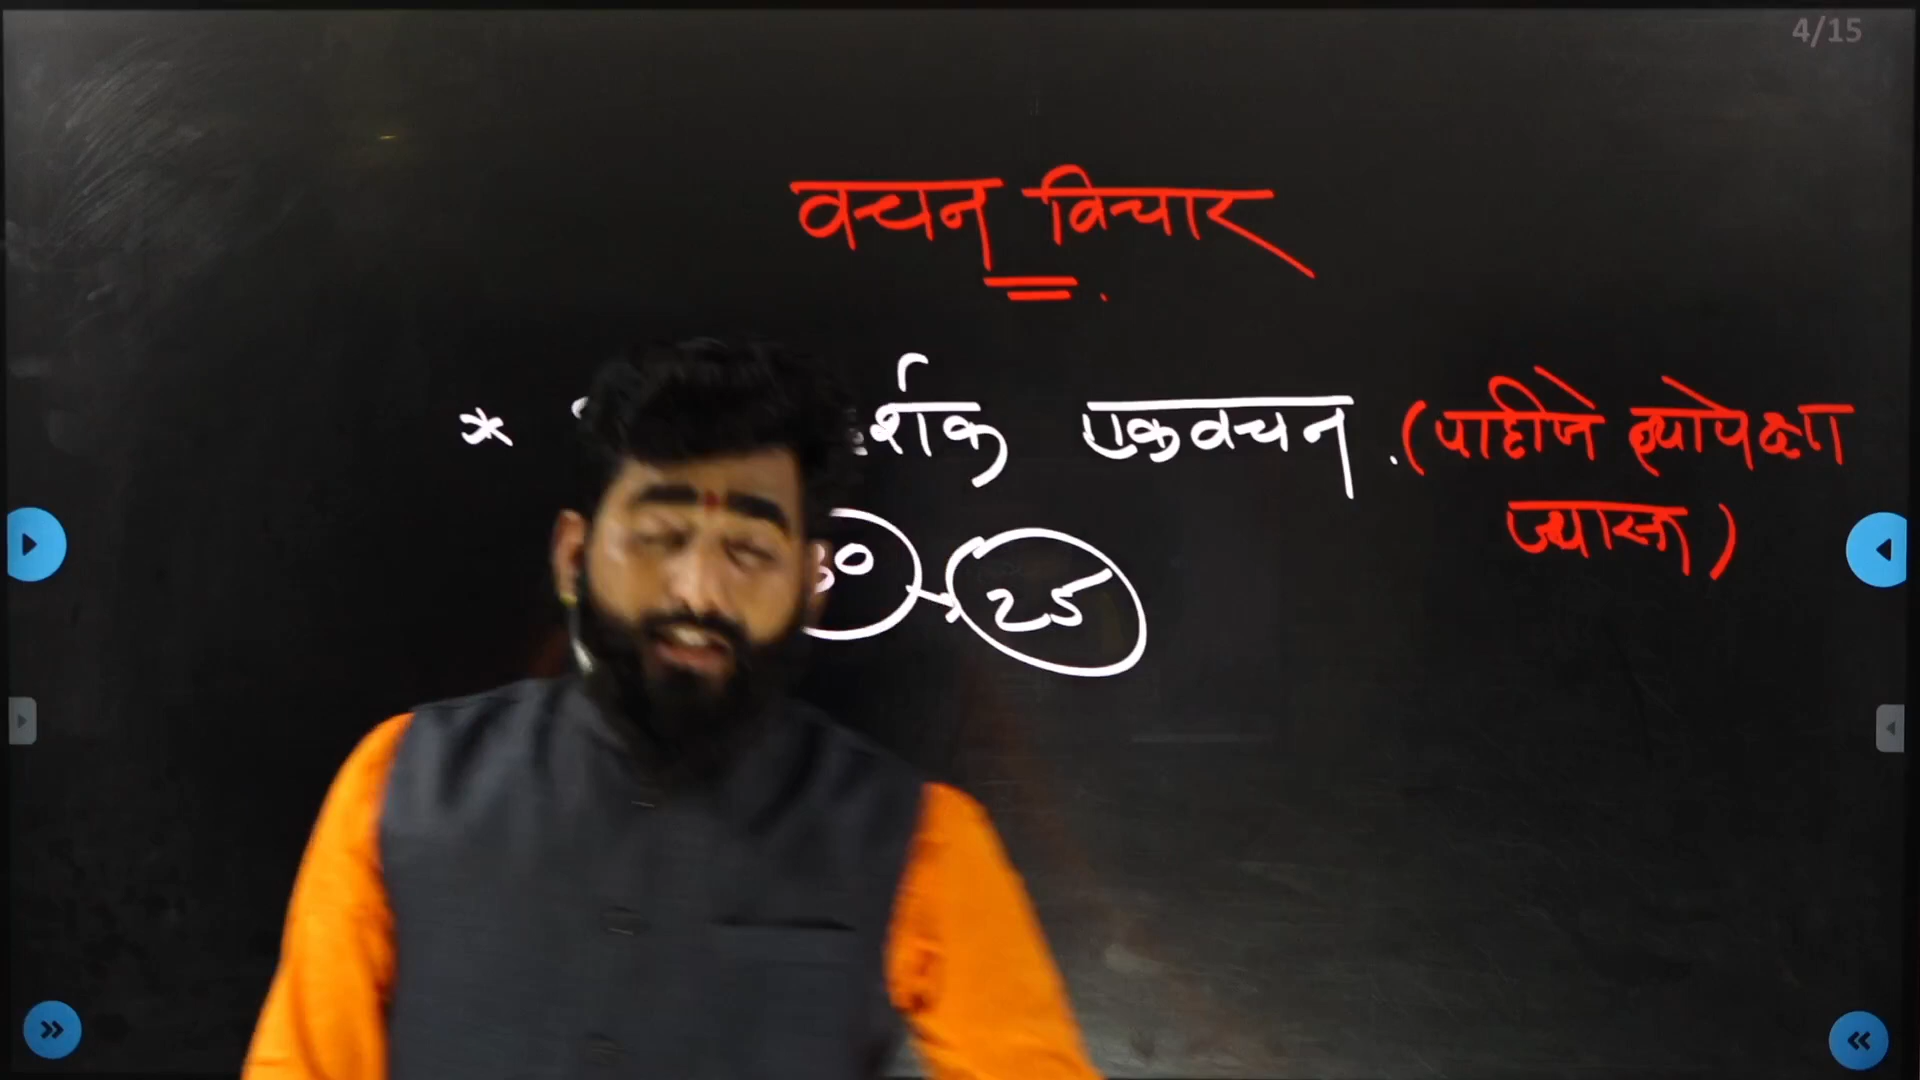 4/15
वचन विचार
* र्शक एकवचन . (पाहीजे त्यापेक्षा
ज्यास्त)
25